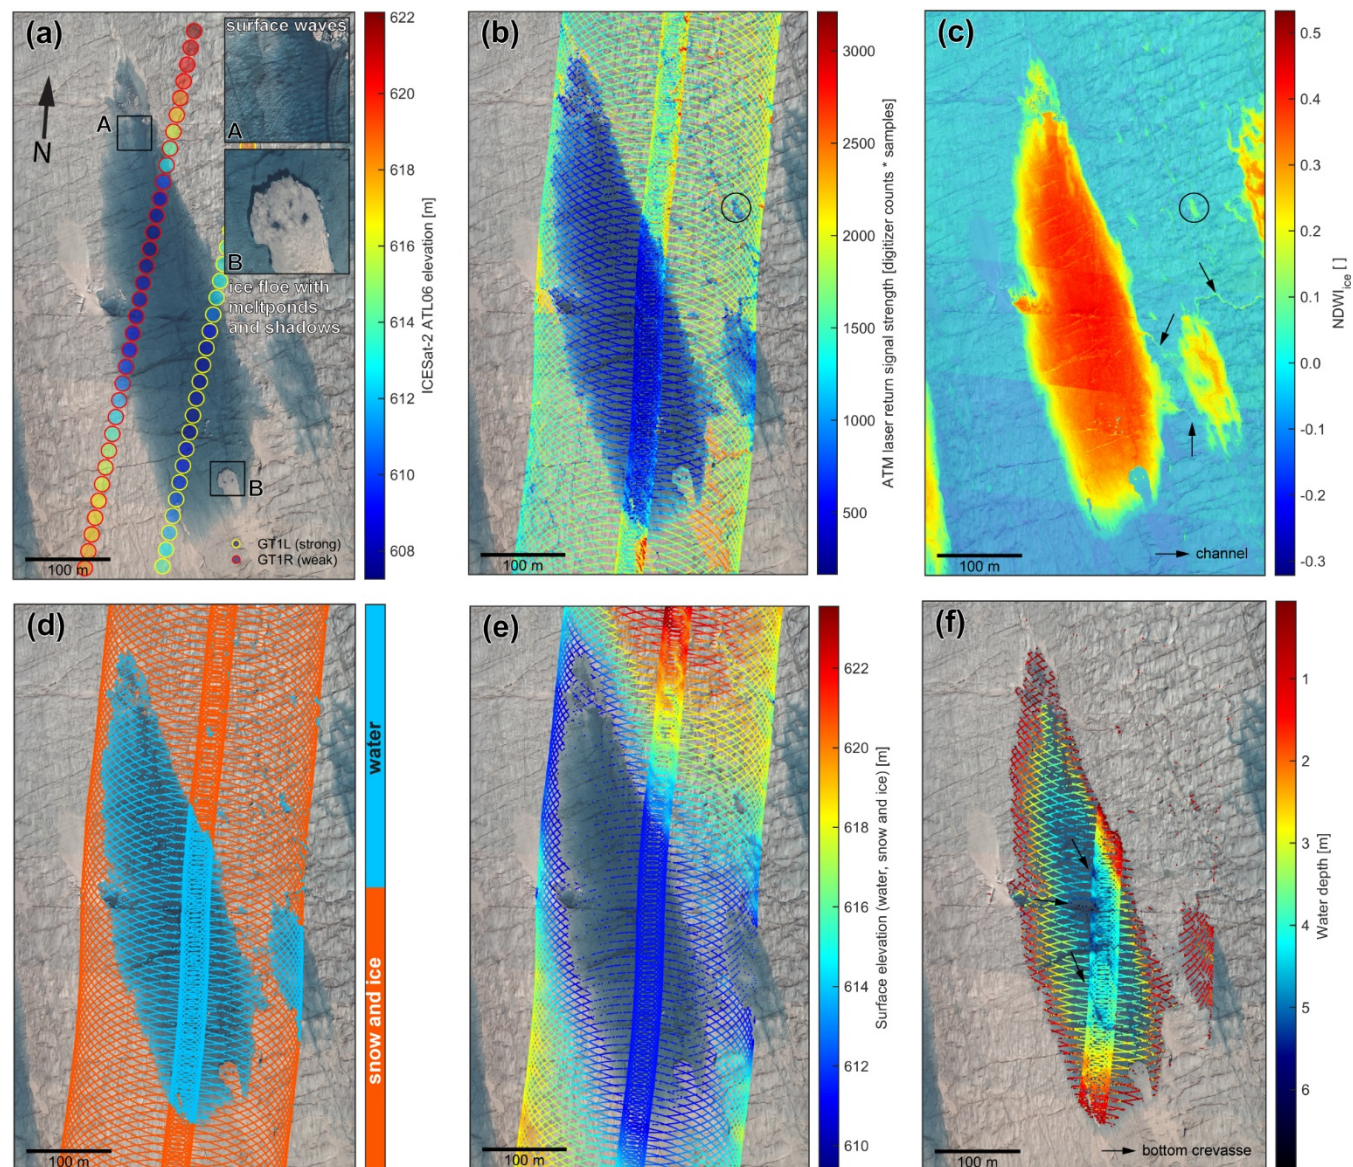 (a)
surface waves
A
N
A
B
ice floe with
meltponds
and shadows
B
GT1L (strong)
GT1R (weak)
100 m
622
620
618
616
614
612
610
608
ICESat-2 ATL06 elevation [m]
(b)
100 m
3000
2500
2000
1500
1000
500
ATM laser return signal strength [digitizer counts * samples]
(c)
100 m
channel
0.5
0.4
0.3
0.2
0.1
0.0
-0.1
-0.2
-0.3
NDWIice [ ]
(d)
100 m
water
snow and ice
(e)
100 m
622
620
618
616
614
612
610
Surface elevation (water, snow and ice) [m]
(f)
100 m
bottom crevasse
1
2
3
4
5
6
Water depth [m]